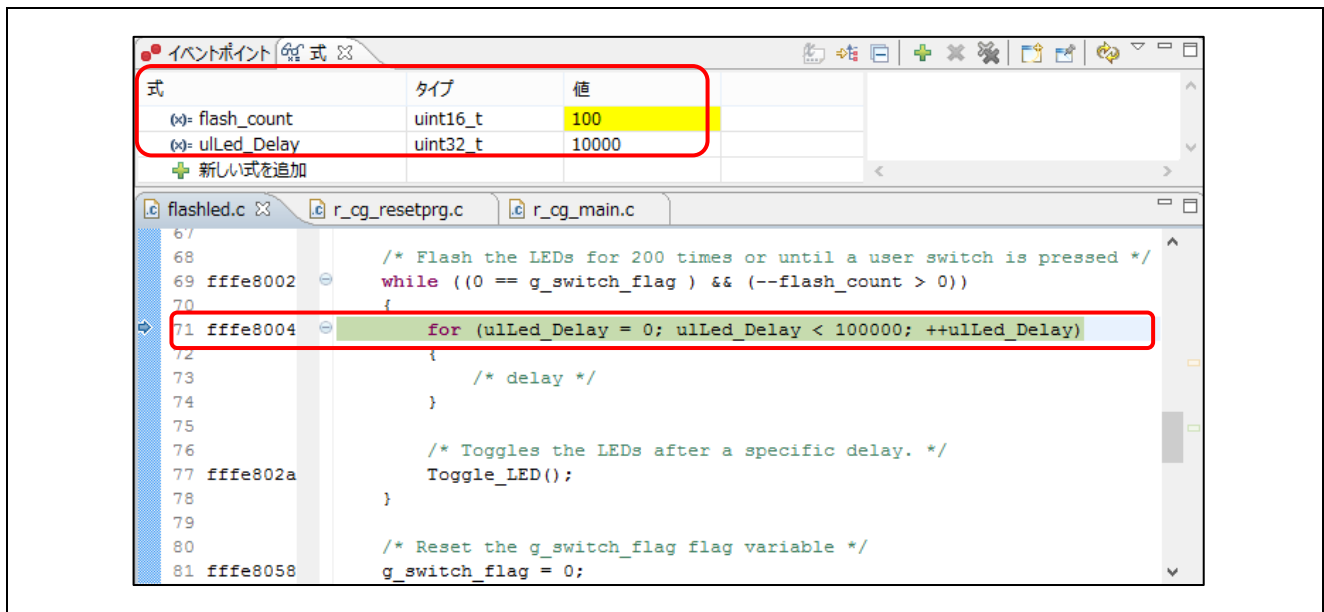 イベントポイント 式
式 タイプ 値
(x)= flash_count uint16_t 100
(x)= ulLed_Delay uint32_t 10000
新しい式を追加
flashled.c r_cg_resetprg.c r_cg_main.c
67
68 /* Flash the LEDs for 200 times or until a user switch is pressed */
69 fffe8002 while ((0 == g_switch_flag ) && (--flash_count > 0))
70 {
71 fffe8004 for (ulLed_Delay = 0; ulLed_Delay < 100000; ++ulLed_Delay)
72 {
73 /* delay */
74 }
75
76 /* Toggles the LEDs after a specific delay. */
77 fffe802a Toggle_LED();
78 }
79
80 /* Reset the g_switch_flag flag variable */
81 fffe8058 g_switch_flag = 0;